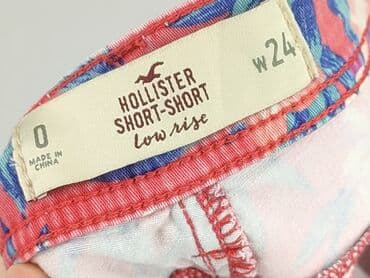 HOLLISTER
SHORT-SHORT
low rise
W24
0
MADE IN
CHINA